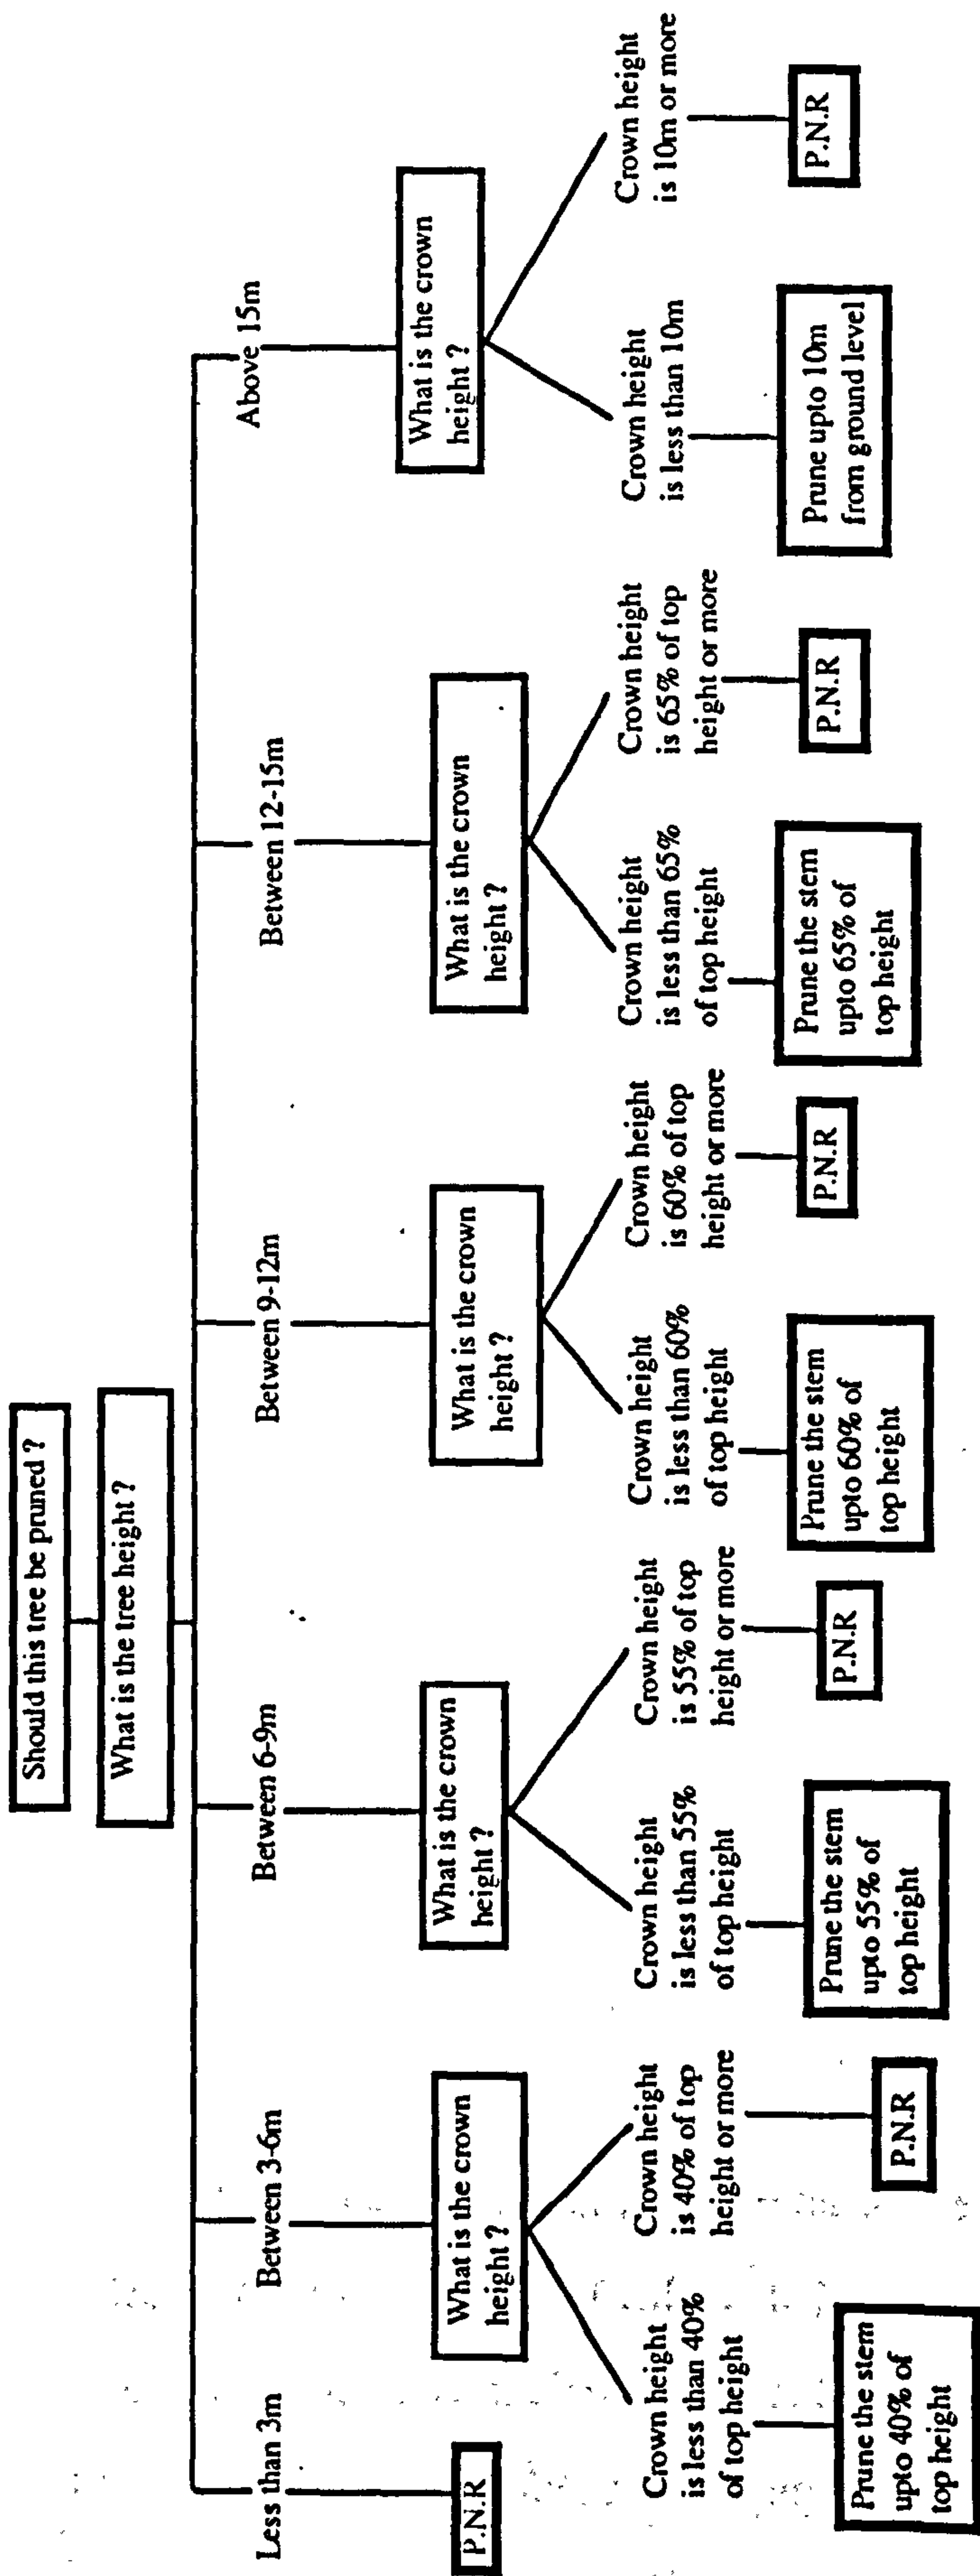 Should this tree be pruned ?
What is the tree height ?
Less than 3m
Between 3-6m
Between 6-9m
Between 9-12m
Between 12-15m
Above 15m
P.N.R
What is the crown
height ?
What is the crown
height ?
What is the crown
height ?
What is the crown
height ?
What is the crown
height ?
Crown height
is less than 40%
of top height
Crown height
is 40% of top
height or more
Crown height
is less than 55%
of top height
Crown height
is 55% of top
height or more
Crown height
is less than 60%
of top height
Crown height
is 60% of top
height or more
Crown height
is less than 65%
of top height
Crown height
is 65% of top
height or more
Crown height
is less than 10m
Crown height
is 10m or more
Prune the stem
upto 40% of
top height
P.N.R
Prune the stem
upto 55% of
top height
P.N.R
Prune the stem
upto 60% of
top height
P.N.R
Prune the stem
upto 65% of
top height
P.N.R
Prune upto 10m
from ground level
P.N.R